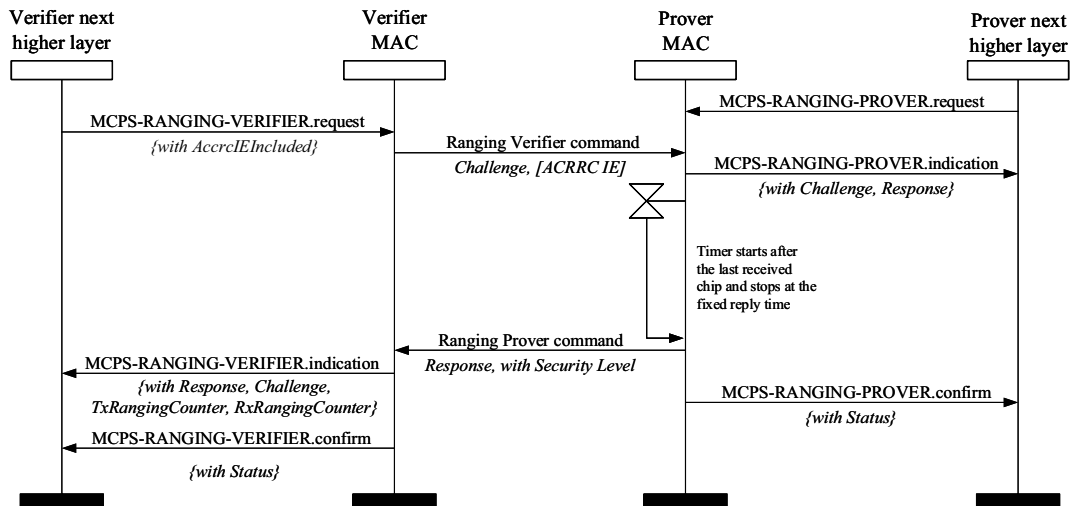 Verifier next
higher layer
Verifier
MAC
Prover
MAC
Prover next
higher layer
MCPS-RANGING-PROVER.request
MCPS-RANGING-VERIFIER.request
{with AccrcIEIncluded}
Ranging Verifier command
Challenge, [ACRRC IE]
MCPS-RANGING-PROVER.indication
{with Challenge, Response}
Timer starts after
the last received
chip and stops at the
fixed reply time
Ranging Prover command
Response, with Security Level
MCPS-RANGING-VERIFIER.indication
{with Response, Challenge,
TxRangingCounter, RxRangingCounter}
MCPS-RANGING-PROVER.confirm
{with Status}
MCPS-RANGING-VERIFIER.confirm
{with Status}